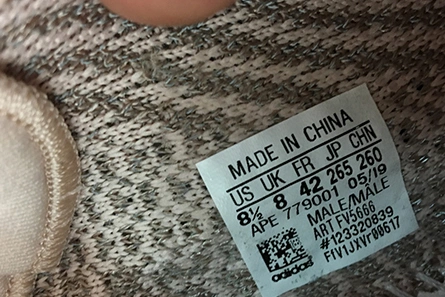 MADE IN CHINA
US UK FR JP CHN
8½ 8 42 265 260
APE 779001 05/19
MALE/MÂLE
ART FV5666
#123320839
F1V1JXVr00617
adidas